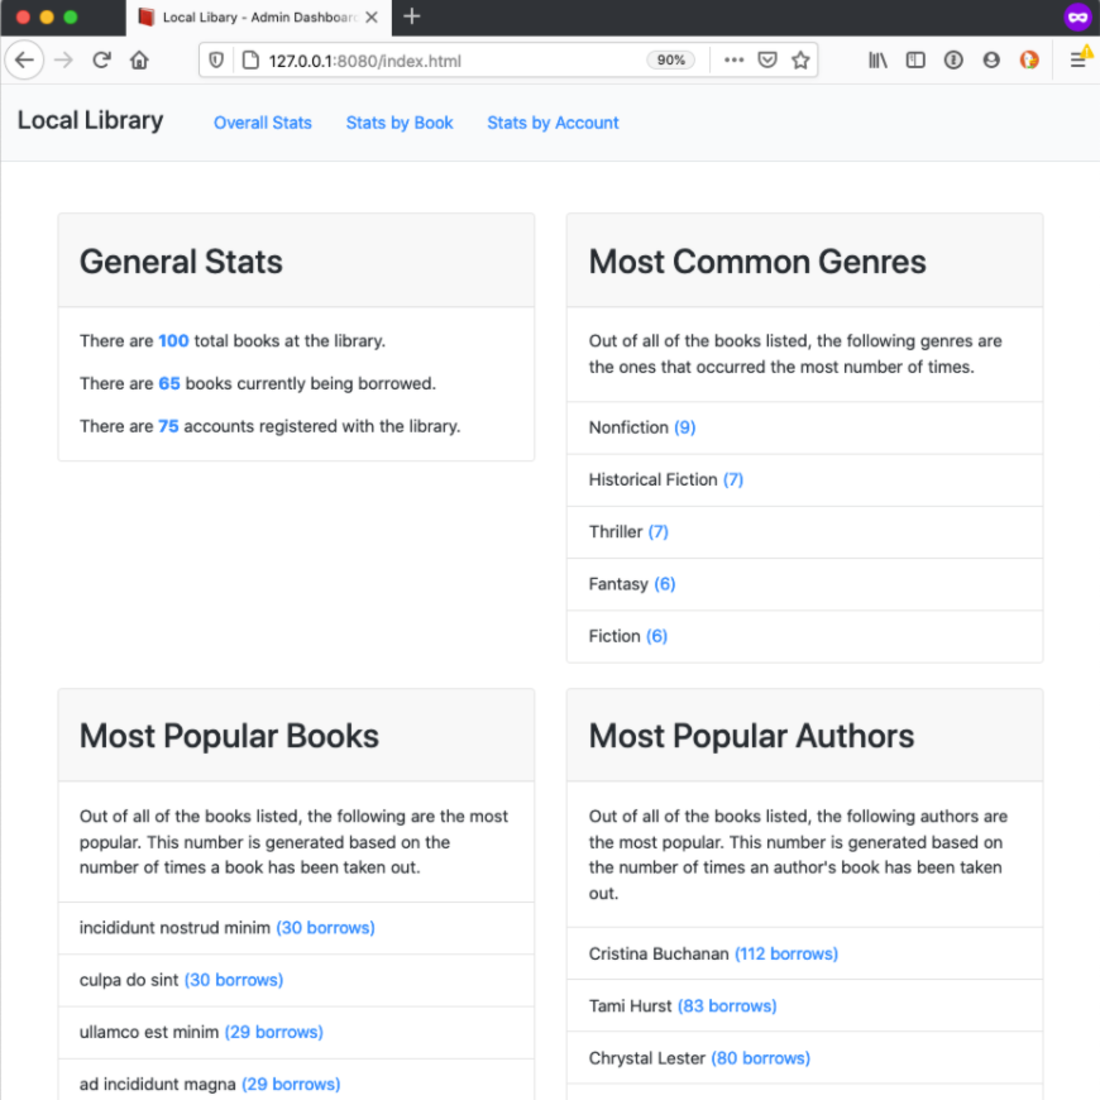 Local Libary - Admin Dashboar
127.0.0.1:8080/index.html
90%
Local Library
Overall Stats
Stats by Book
Stats by Account
General Stats
There are 100 total books at the library.
There are 65 books currently being borrowed.
There are 75 accounts registered with the library.
Most Common Genres
Out of all of the books listed, the following genres are
the ones that occurred the most number of times.
Nonfiction (9)
Historical Fiction (7)
Thriller (7)
Fantasy (6)
Fiction (6)
Most Popular Books
Out of all of the books listed, the following are the most
popular. This number is generated based on the
number of times a book has been taken out.
incididunt nostrud minim (30 borrows)
culpa do sint (30 borrows)
ullamco est minim (29 borrows)
ad incididunt magna (29 borrows)
Most Popular Authors
Out of all of the books listed, the following authors are
the most popular. This number is generated based on
the number of times an author's book has been taken
out.
Cristina Buchanan (112 borrows)
Tami Hurst (83 borrows)
Chrystal Lester (80 borrows)